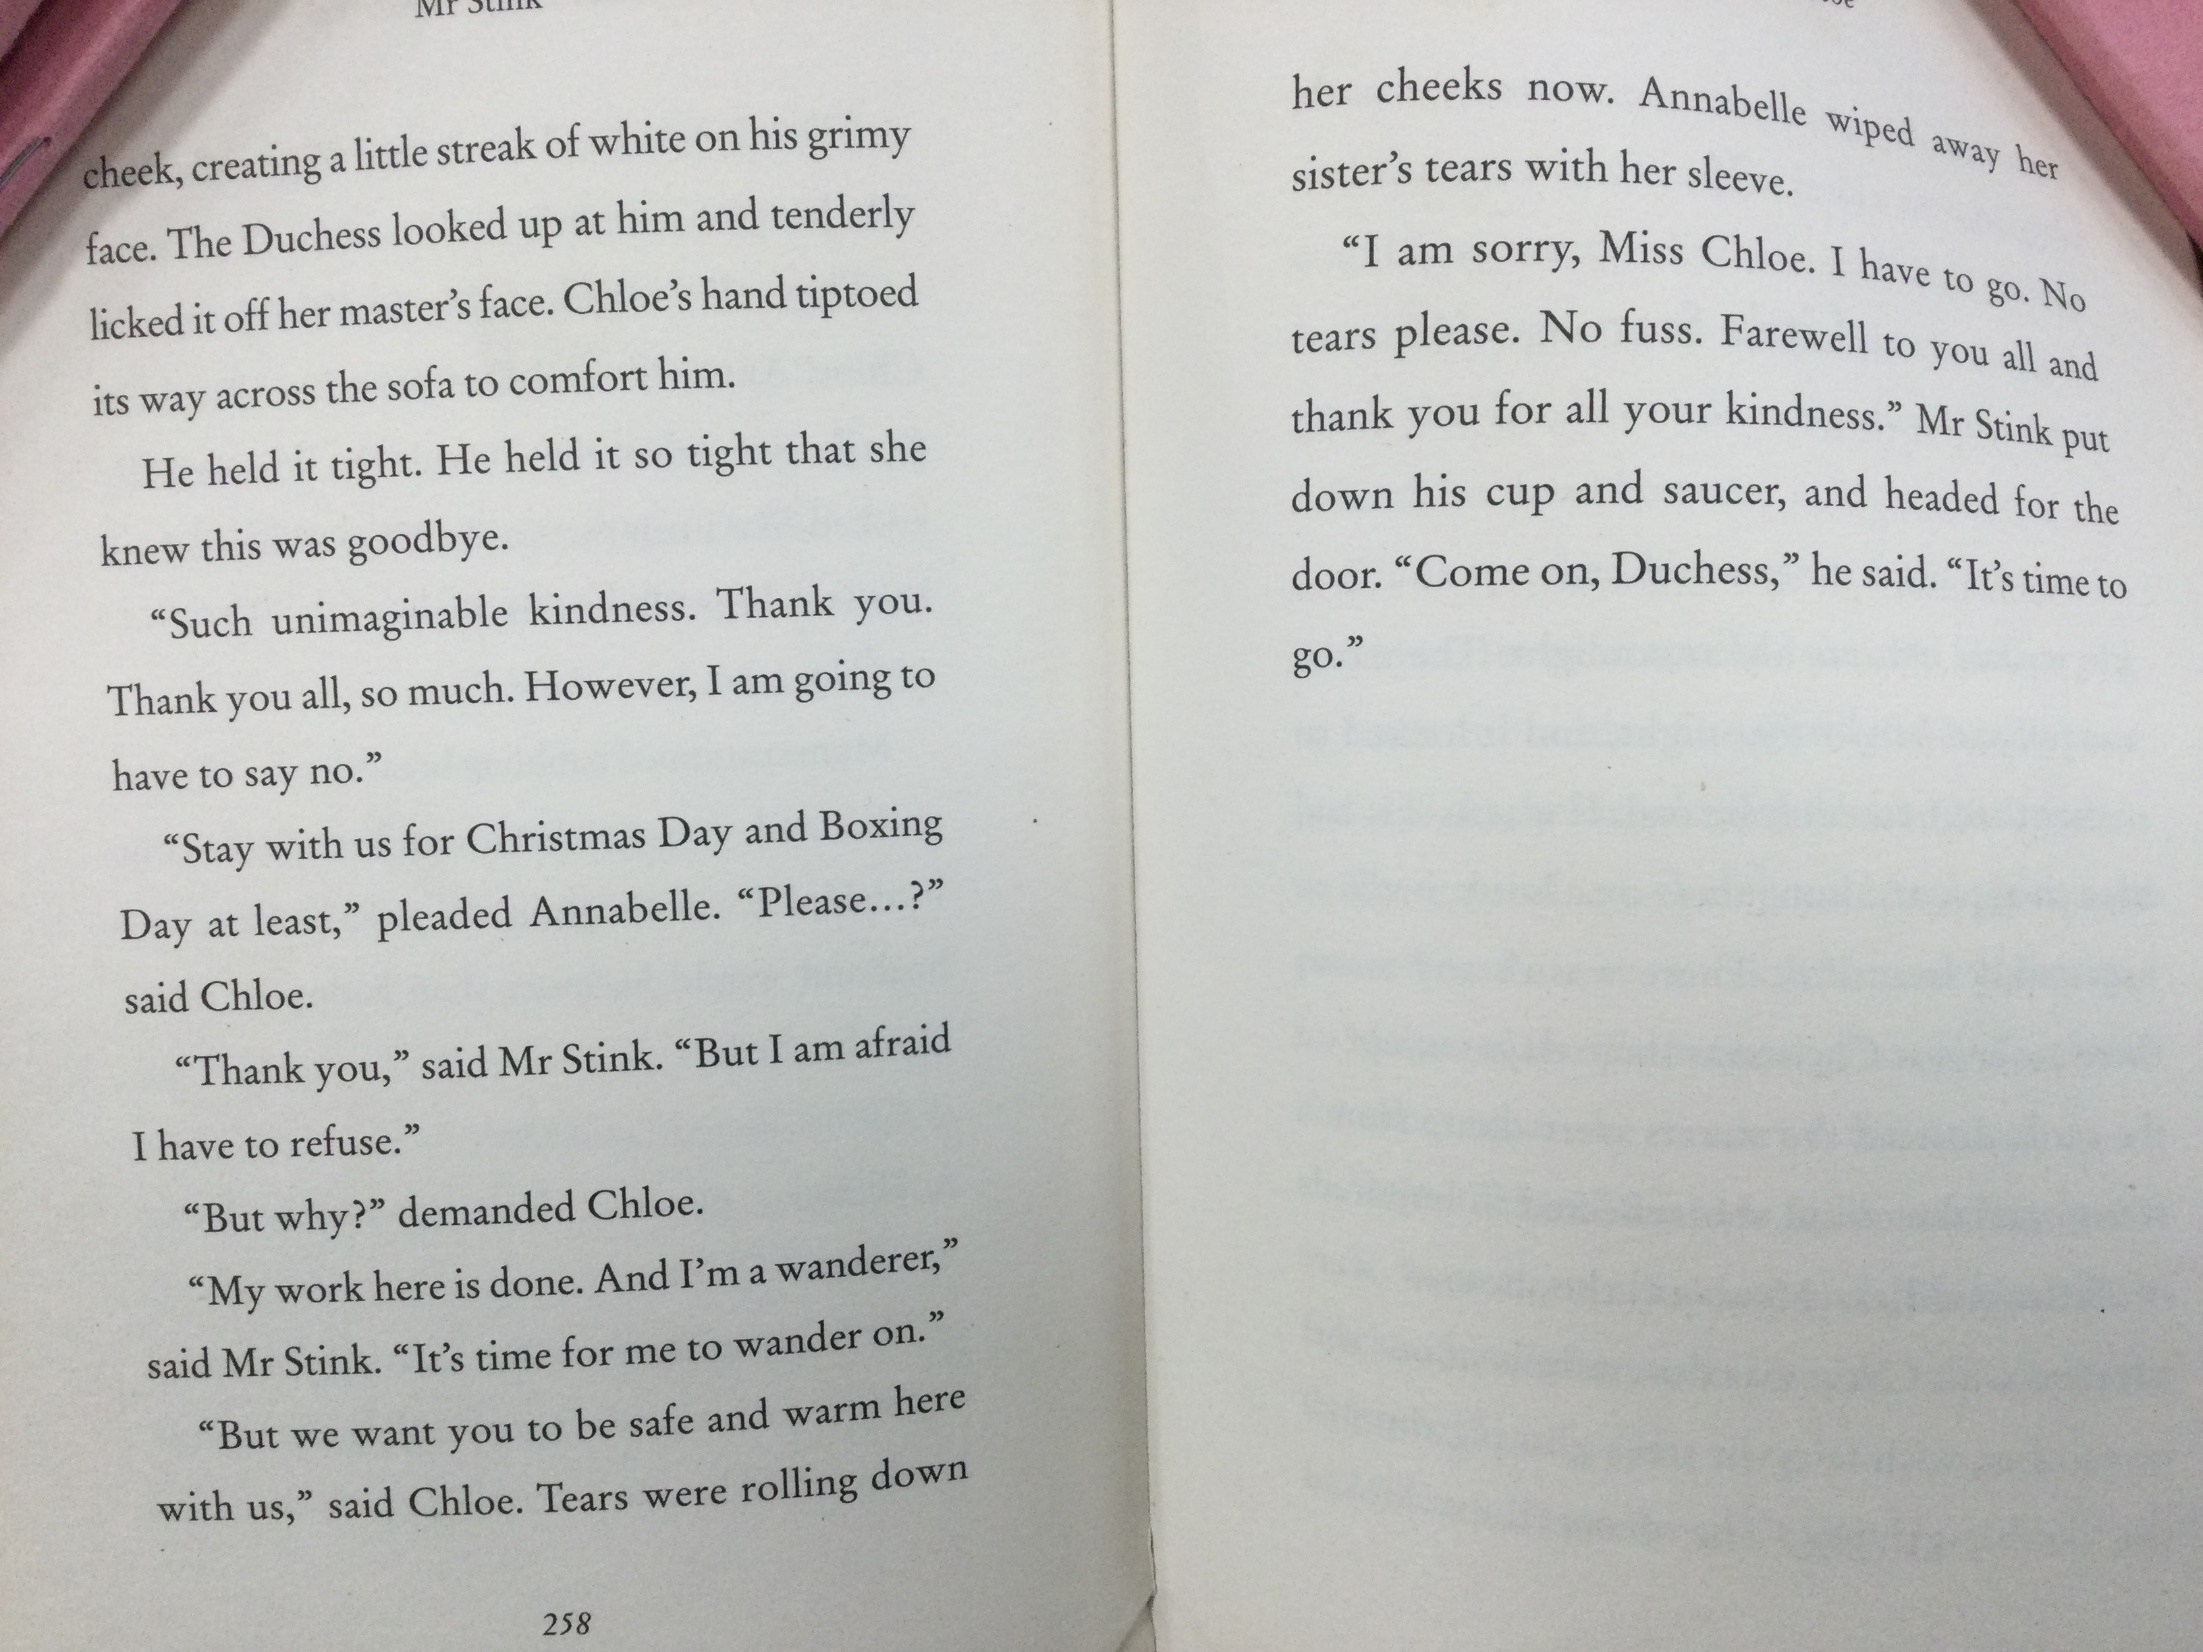 Mr Stink
cheek, creating a little streak of white on his grimy
face. The Duchess looked up at him and tenderly
licked it off her master’s face. Chloe’s hand tiptoed
its way across the sofa to comfort him.
He held it tight. He held it so tight that she
knew this was goodbye.
“Such unimaginable kindness. Thank you.
Thank you all, so much. However, I am going to
have to say no.”
“Stay with us for Christmas Day and Boxing
Day at least,” pleaded Annabelle. “Please…?”
said Chloe.
“Thank you,” said Mr Stink. “But I am afraid
I have to refuse.”
“But why?” demanded Chloe.
“My work here is done. And I’m a wanderer,”
said Mr Stink. “It’s time for me to wander on.”
“But we want you to be safe and warm here
with us,” said Chloe. Tears were rolling down
258
her cheeks now. Annabelle wiped away her
sister’s tears with her sleeve.
“I am sorry, Miss Chloe. I have to go. No
tears please. No fuss. Farewell to you all and
thank you for all your kindness.” Mr Stink put
down his cup and saucer, and headed for the
door. “Come on, Duchess,” he said. “It’s time to
go.”